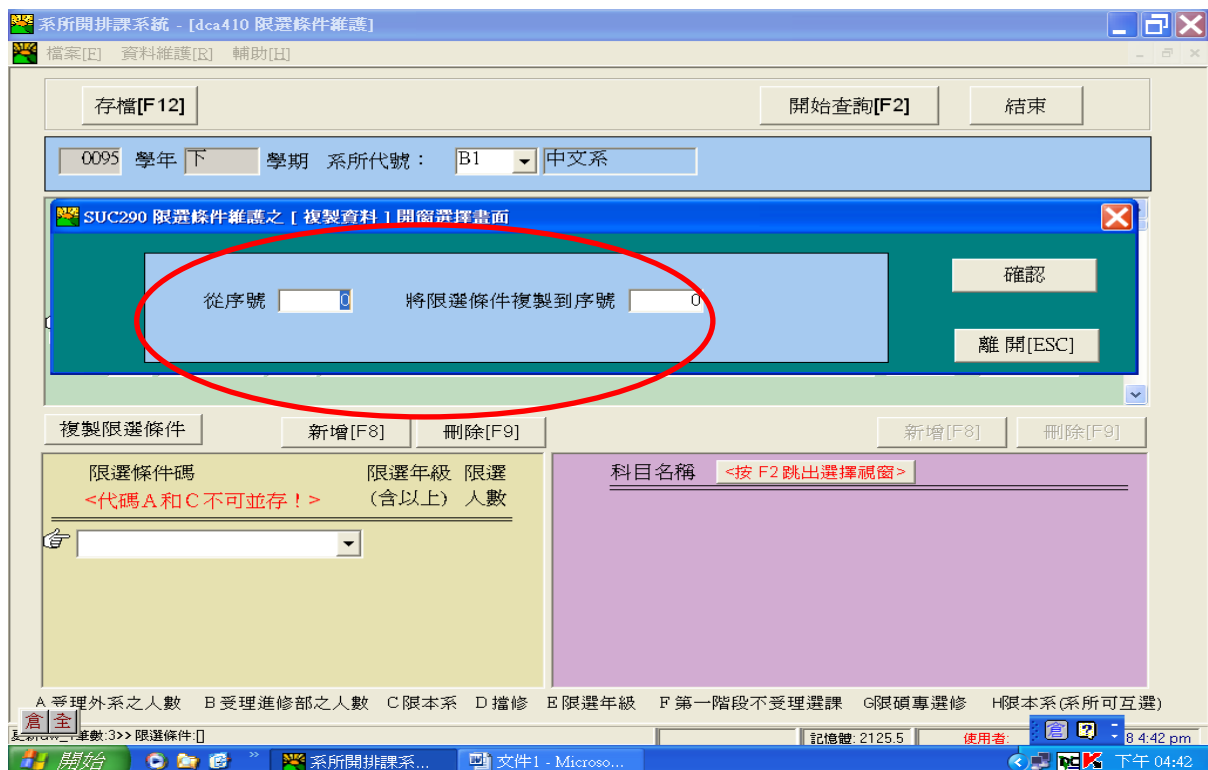 系所開排課系統 - [dca410 限選條件維護]
檔案[F] 資料維護[R] 輔助[H]
存檔[F12] 開始查詢[F2] 結束
0095 學年 下 學期 系所代號： B1 中文系
SUC290 限選條件維護之 [ 複製資料 ] 開窗選擇畫面
從序號 0 將限選條件複製到序號 0
確認
離 開[ESC]
複製限選條件 新增[F8] 刪除[F9] 新增[F8] 刪除[F9]
限選條件碼 限選年級 限選
<代碼A和C不可並存！> (含以上) 人數
科目名稱 <按 F2 跳出選擇視窗>
A 受理外系之人數 B 受理進修部之人數 C 限本系 D 擋修 E 限選年級 F 第一階段不受理選課 G限碩專選修 H限本系(系所可互選)
倉 全
筆數:3>> 限選條件:[]
記憶體: 2125.5 使用者:
倉
8 4:42 pm
開始 系所開排課系... 文件1 - Microso... 下午 04:42